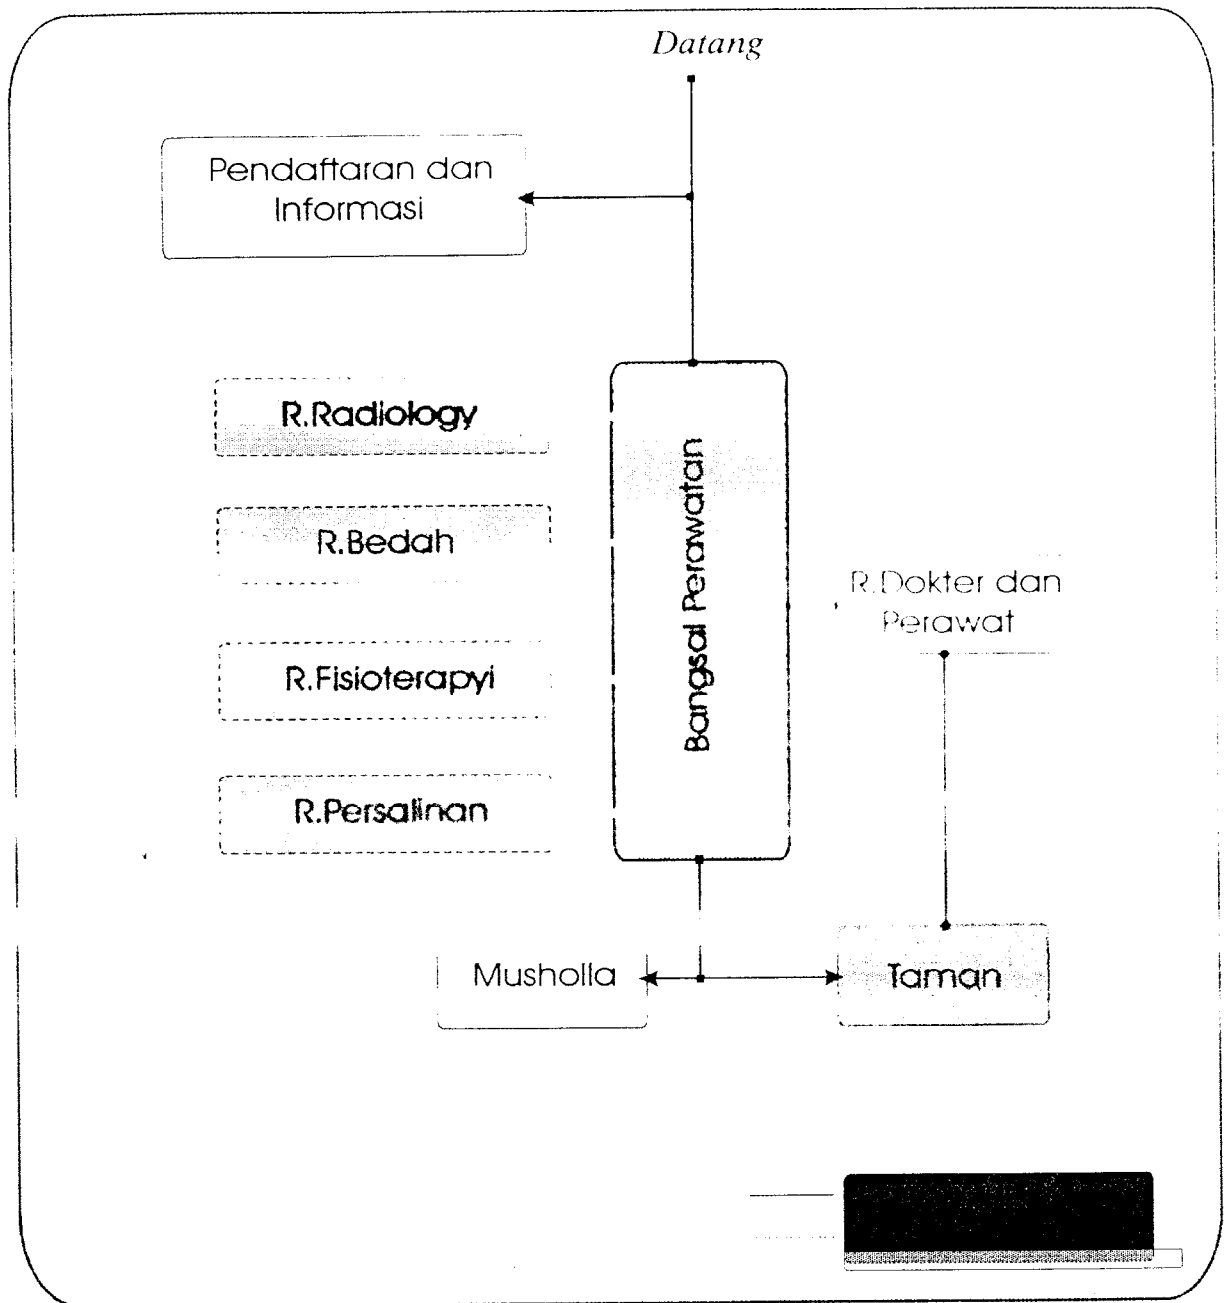 Datang
Pendaftaran dan
Informasi
R.Radiology
R.Bedah
R.Fisioterapyi
R.Persalinan
Bangsal Perawatan
R.Dokter dan
Perawat
Musholla
Taman